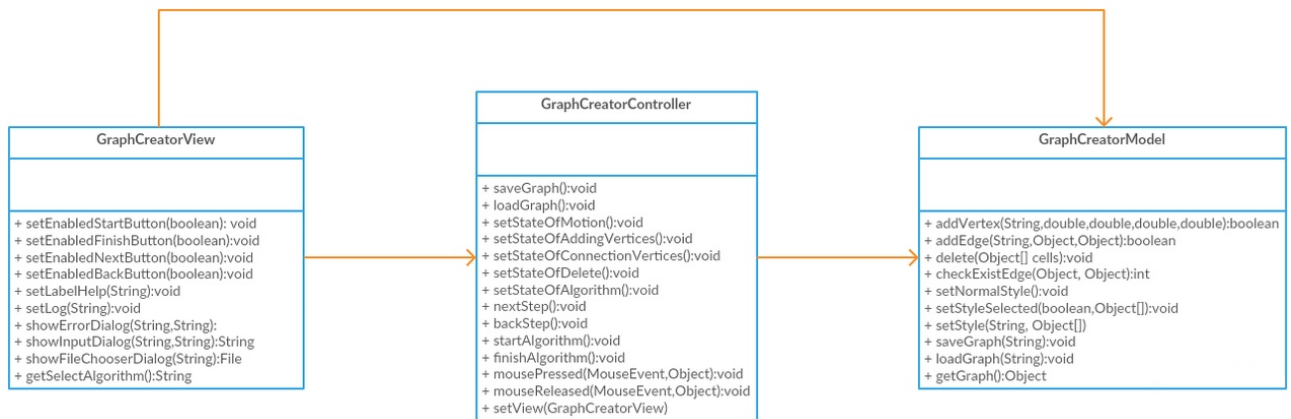 GraphCreatorView
+ setEnabledStartButton(boolean): void
+ setEnabledFinishButton(boolean):void
+ setEnabledNextButton(boolean):void
+ setEnabledBackButton(boolean):void
+ setLabelHelp(String):void
+ setLog(String):void
+ showErrorDialog(String,String):
+ showInputDialog(String,String):String
+ showFileChooserDialog(String):File
+ getSelectAlgorithm():String
GraphCreatorController
+ saveGraph():void
+ loadGraph():void
+ setStateOfMotion():void
+ setStateOfAddingVertices():void
+ setStateOfConnectionVertices():void
+ setStateOfDelete():void
+ setStateOfAlgorithm():void
+ nextStep():void
+ backStep():void
+ startAlgorithm():void
+ finishAlgorithm():void
+ mousePressed(MouseEvent,Object):void
+ mouseReleased(MouseEvent,Object):void
+ setView(GraphCreatorView)
GraphCreatorModel
+ addVertex(String,double,double,double,double):boolean
+ addEdge(String,Object,Object):boolean
+ delete(Object[] cells):void
+ checkExistEdge(Object, Object):int
+ setNormalStyle():void
+ setStyleSelected(boolean,Object[]):void
+ setStyle(String, Object[])
+ saveGraph(String):void
+ loadGraph(String):void
+ getGraph():Object